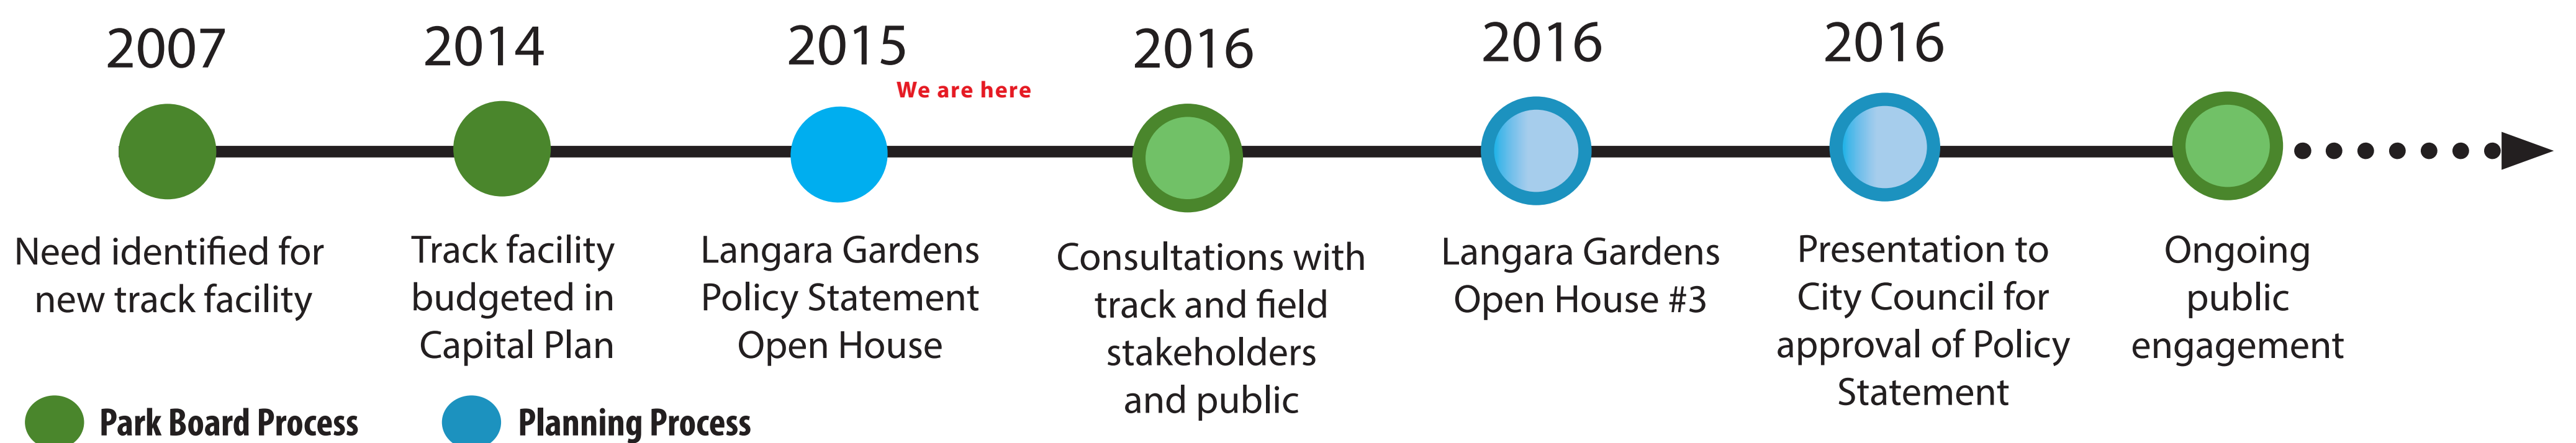 2007
2014
2015
2016
2016
2016
We are here
Need identified for
new track facility
Track facility
budgeted in
Capital Plan
Langara Gardens
Policy Statement
Open House
Consultations with
track and field
stakeholders
and public
Langara Gardens
Open House #3
Presentation to
City Council for
approval of Policy
Statement
Ongoing
public
engagement
Park Board Process
Planning Process